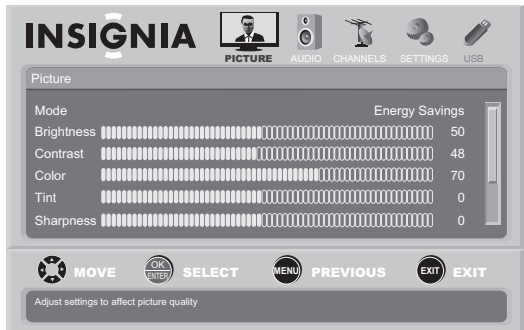 INSIGNIA
PICTURE AUDIO CHANNELS SETTINGS USB
Picture
Mode Energy Savings
Brightness 50
Contrast 48
Color 70
Tint 0
Sharpness 0
MOVE OK ENTER SELECT MENU PREVIOUS EXIT EXIT
Adjust settings to affect picture quality